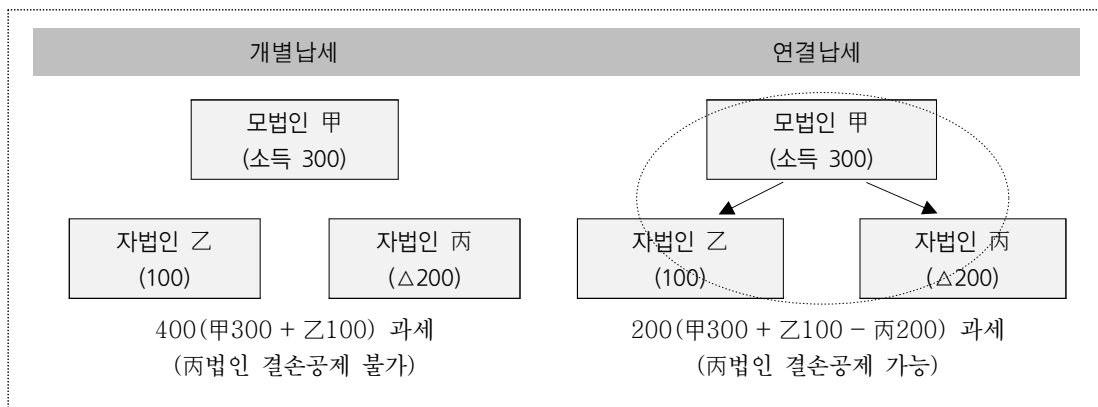 개별납세
연결납세
모법인 甲
(소득 300)
모법인 甲
(소득 300)
자법인 乙
(100)
자법인 丙
(△200)
자법인 乙
(100)
자법인 丙
(△200)
400(甲300 + 乙100) 과세
(丙법인 결손공제 불가)
200(甲300 + 乙100 − 丙200) 과세
(丙법인 결손공제 가능)